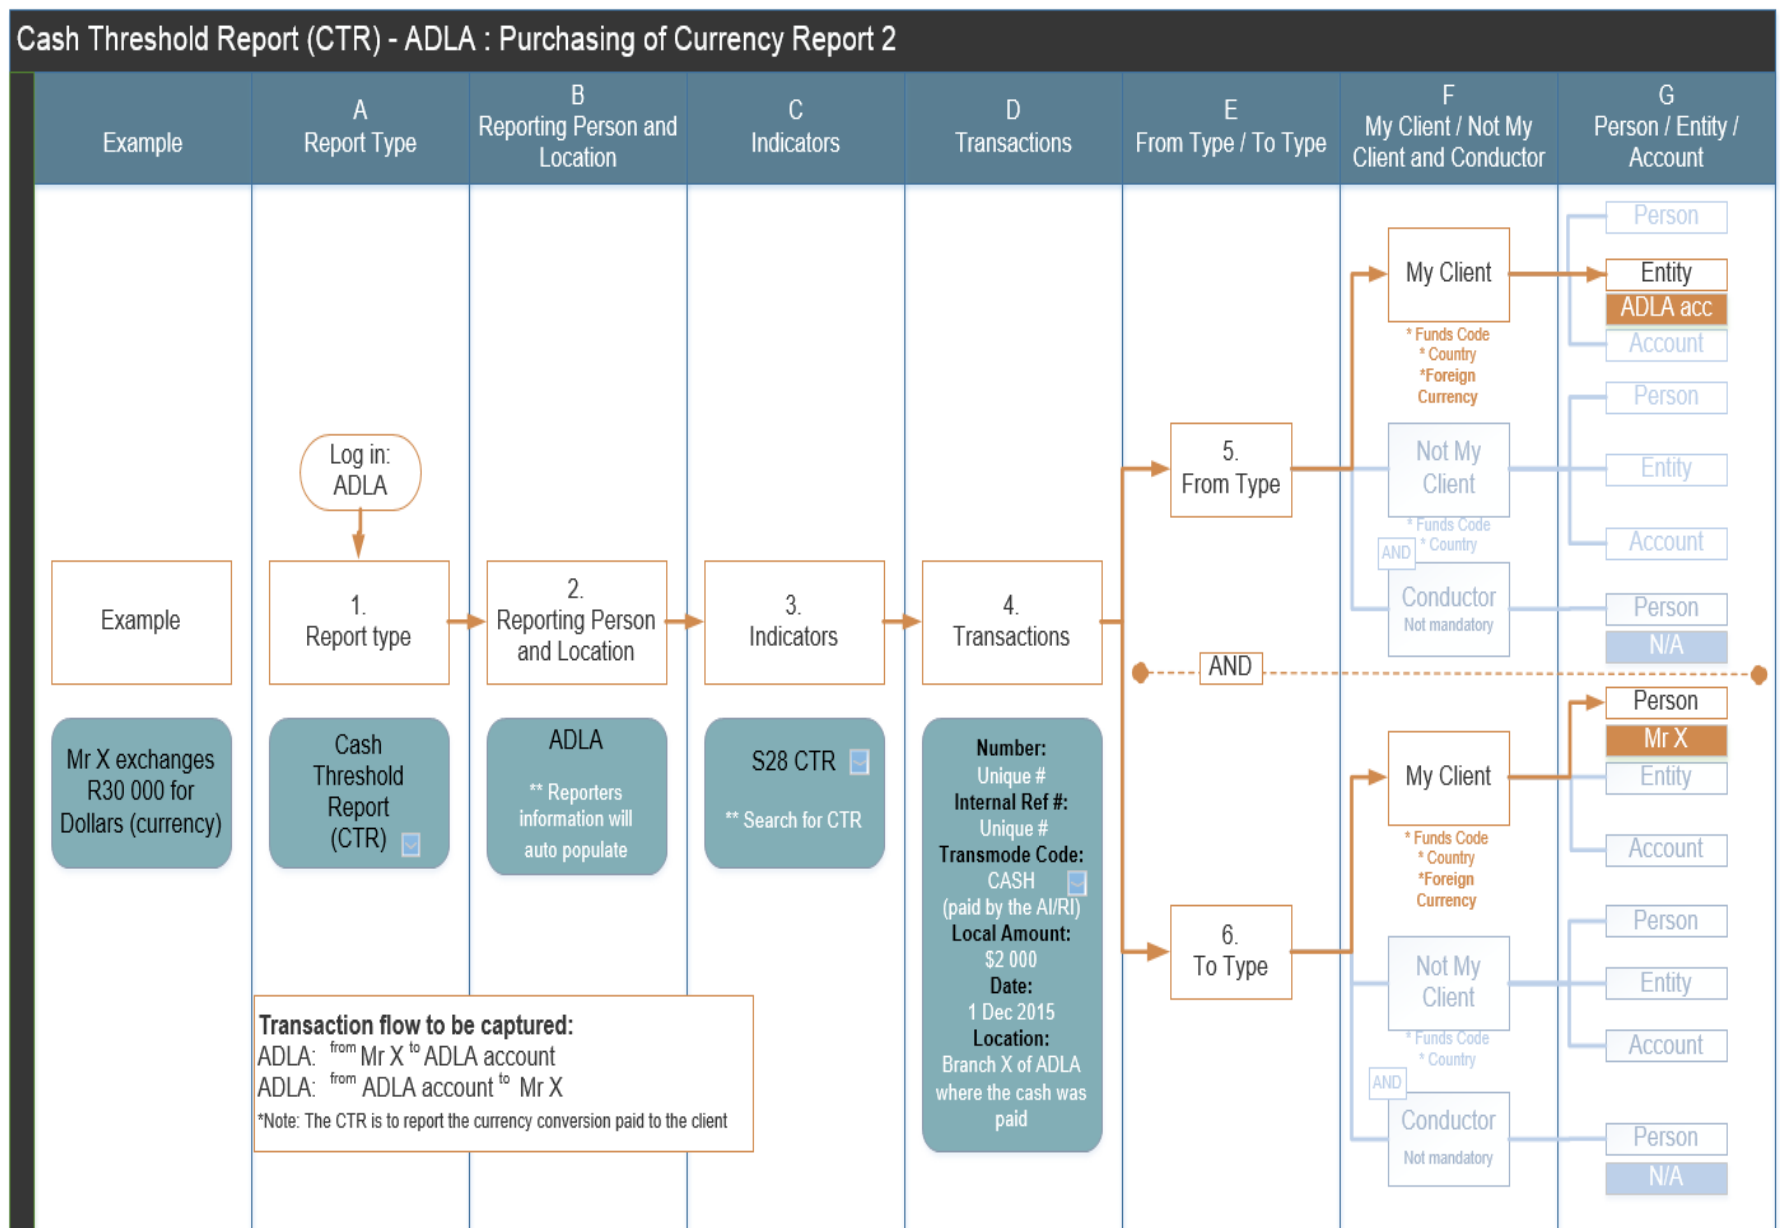 Cash Threshold Report (CTR) - ADLA : Purchasing of Currency Report 2
Example
A
Report Type
B
Reporting Person and
Location
C
Indicators
D
Transactions
E
From Type / To Type
F
My Client / Not My
Client and Conductor
G
Person / Entity /
Account
Example
Mr X exchanges
R30 000 for
Dollars (currency)
Log in:
ADLA
1.
Report type
Cash
Threshold
Report
(CTR)
2.
Reporting Person
and Location
ADLA
** Reporters
information will
auto populate
3.
Indicators
S28 CTR
** Search for CTR
4.
Transactions
Number:
Unique #
Internal Ref #:
Unique #
Transmode Code:
CASH
(paid by the AI/RI)
Local Amount:
$2 000
Date:
1 Dec 2015
Location:
Branch X of ADLA
where the cash was
paid
Transaction flow to be captured:
ADLA: from Mr X to ADLA account
ADLA: from ADLA account to Mr X
*Note: The CTR is to report the currency conversion paid to the client
5.
From Type
My Client
* Funds Code
* Country
*Foreign
Currency
Person
Entity
ADLA acc
Account
Not My
Client
* Funds Code
* Country
Person
Entity
Account
AND
Conductor
Not mandatory
Person
N/A
AND
6.
To Type
My Client
* Funds Code
* Country
*Foreign
Currency
Person
Mr X
Entity
Account
Not My
Client
* Funds Code
* Country
Person
Entity
Account
AND
Conductor
Not mandatory
Person
N/A